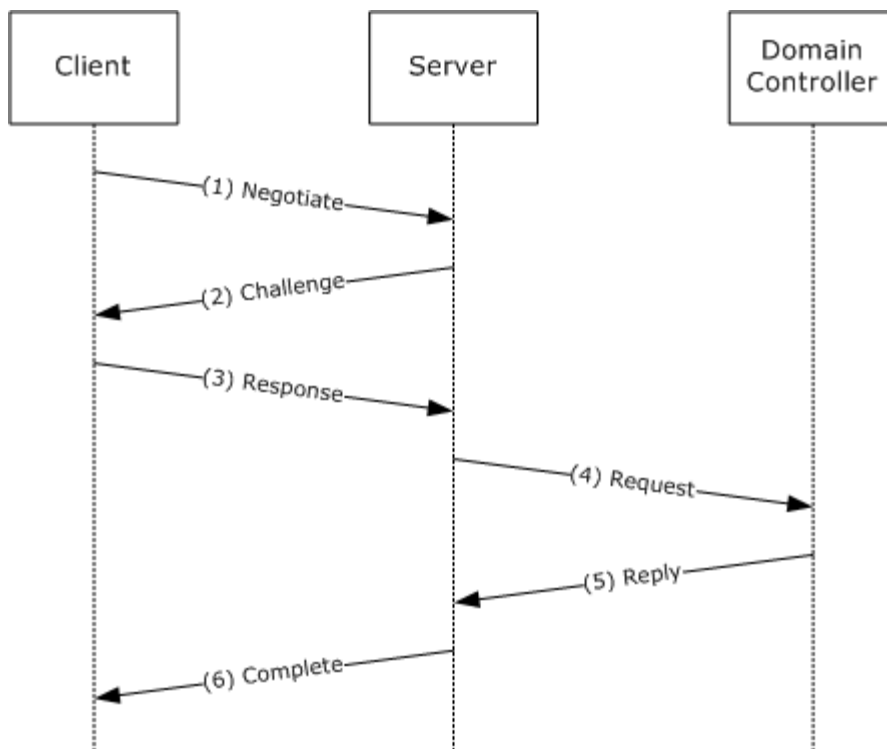 Client
Server
Domain
Controller
(1) Negotiate
(2) Challenge
(3) Response
(4) Request
(5) Reply
(6) Complete